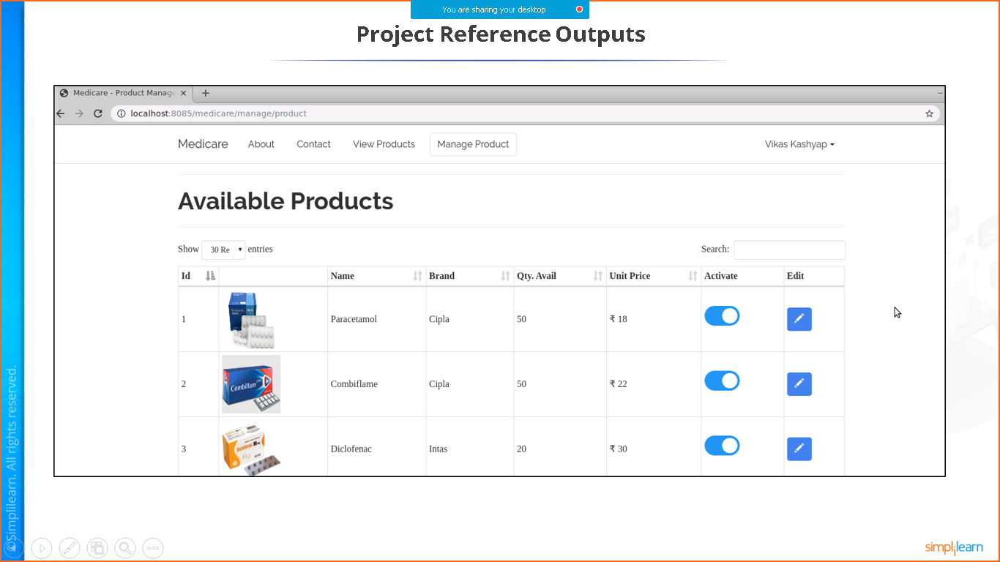 You are sharing your desktop
Project Reference Outputs
Medicare - Product Manage
localhost:8085/medicare/manage/product
Medicare About Contact View Products Manage Product Vikas Kashyap
Available Products
Show 30 Re entries Search:
Id Name Brand Qty. Avail Unit Price Activate Edit
1 Paracetamol Cipla 50 ₹ 18
2 Combiflame Cipla 50 ₹ 22
Combiflam
3 Diclofenac Intas 20 ₹ 30
©Simplilearn. All rights reserved.
simplilearn